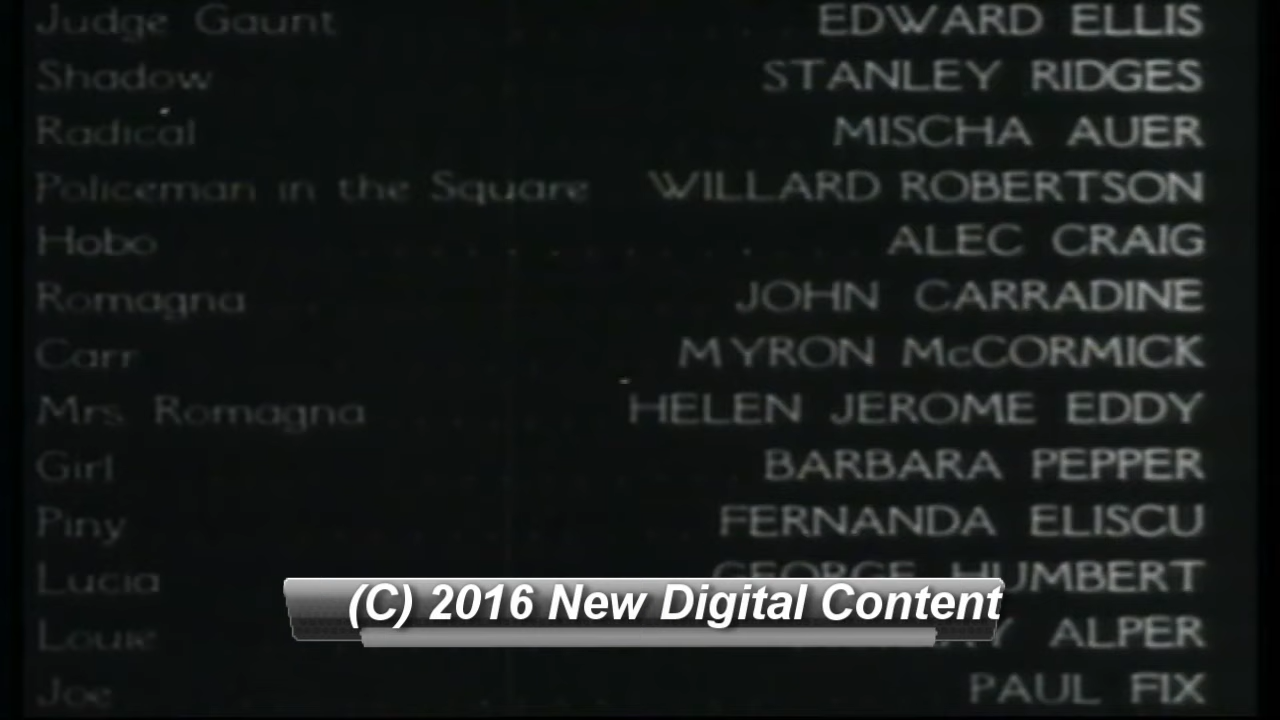 Judge Gaunt EDWARD ELLIS
Shadow STANLEY RIDGES
Radical MISCHA AUER
Policeman in the Square WILLARD ROBERTSON
Hobo ALEC CRAIG
Romagna JOHN CARRADINE
Carr MYRON McCORMICK
Mrs. Romagna HELEN JEROME EDDY
Girl BARBARA PEPPER
Piny FERNANDA ELISCU
Lucia GEORGE HUMBERT
(C) 2016 New Digital Content
Louie ALPER
Joe PAUL FIX